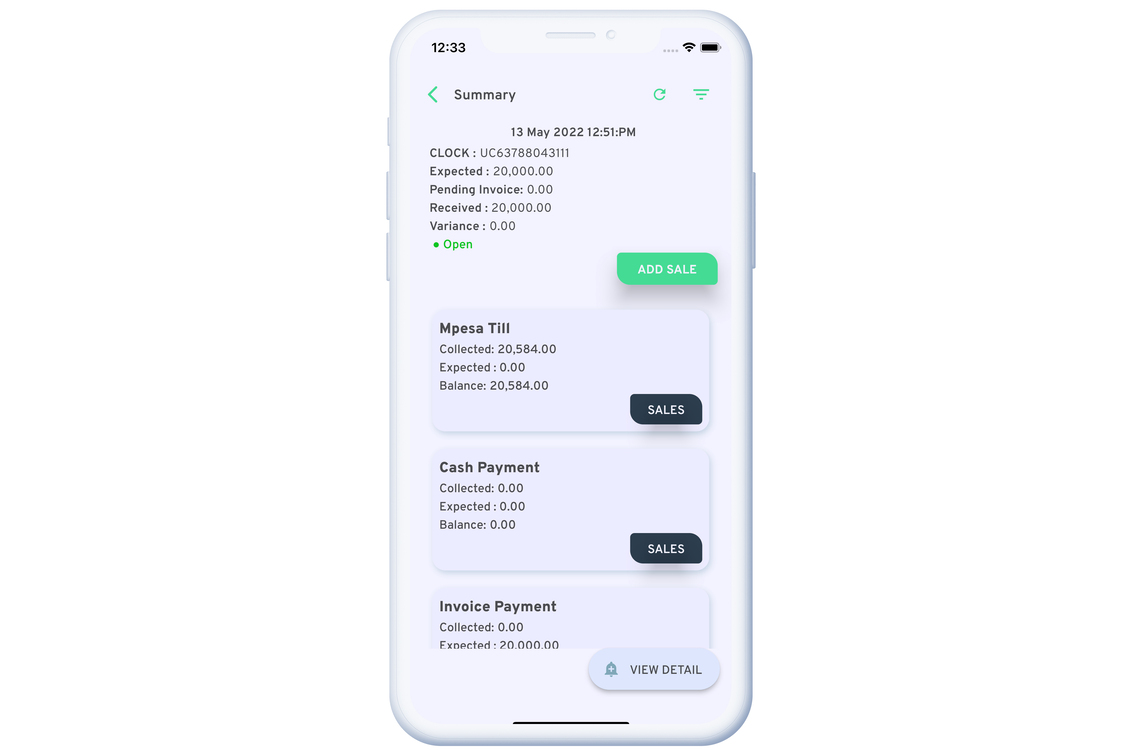 12:33
Summary
13 May 2022 12:51:PM
CLOCK : UC63788043111
Expected : 20,000.00
Pending Invoice: 0.00
Received : 20,000.00
Variance : 0.00
• Open
ADD SALE
Mpesa Till
Collected: 20,584.00
Expected : 0.00
Balance: 20,584.00
SALES
Cash Payment
Collected: 0.00
Expected : 0.00
Balance: 0.00
SALES
Invoice Payment
Collected: 0.00
Expected : 20,000.00
VIEW DETAIL